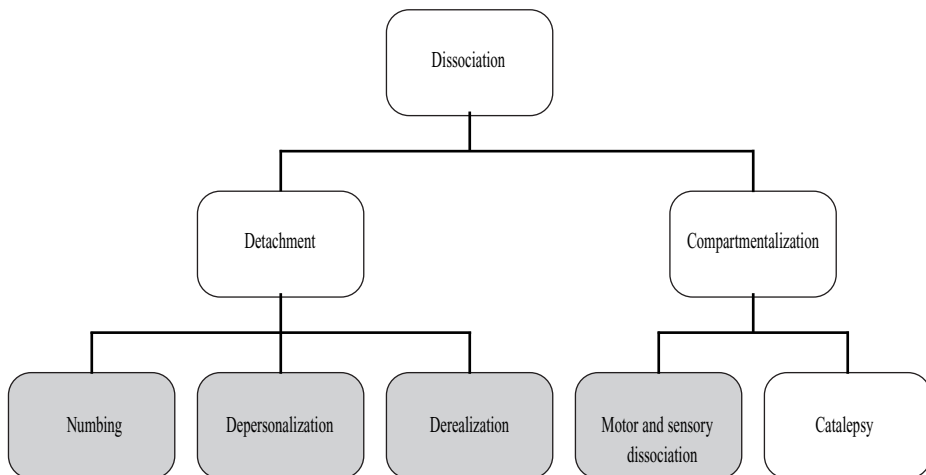 Dissociation
Detachment
Compartmentalization
Numbing
Depersonalization
Derealization
Motor and sensory
dissociation
Catalepsy